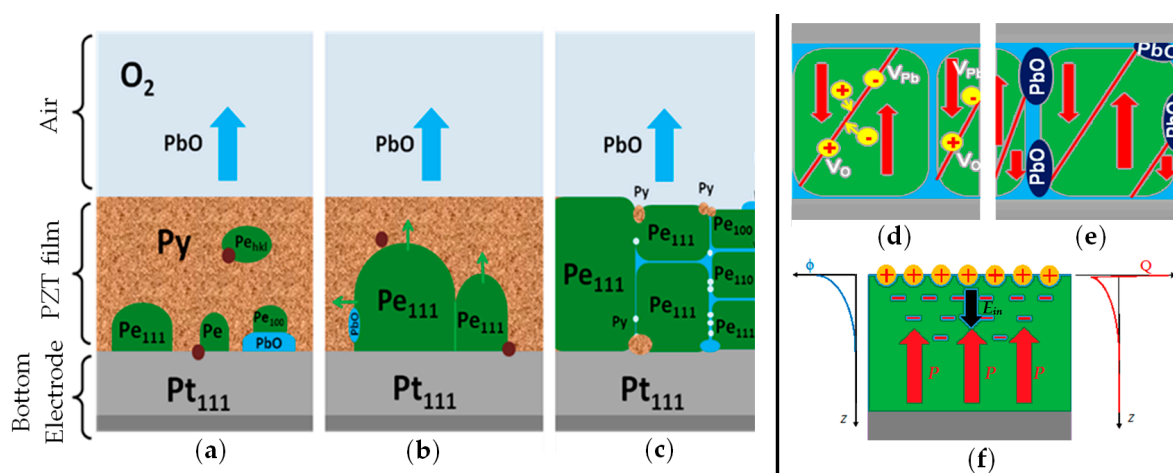 Air
PZT film
Bottom
Electrode
O2
PbO
Py
Pehkl
Pe111
Pe
Pe100
PbO
Pt111
(a)
PbO
PbO
Pe111
Pe111
Pt111
(b)
PbO
Py
Py
Pe111
Pe111
Pe100
Pe111
Pe110
Py
Pe111
Pt111
(c)
VPb
+
-
-
+
VO
VPb
-
+
VO
(d)
PbO
PbO
PbO
PbO
(e)
ϕ
+ + + + + + +
Q
Ein
P
P
P
z
z
(f)